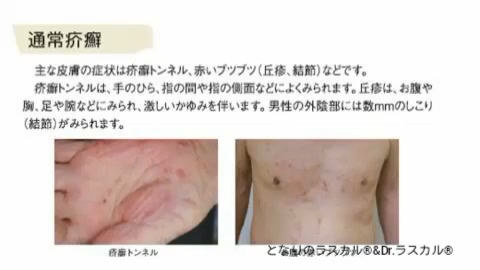 通常疥癬
主な皮膚の症状は疥癬トンネル、赤いブツブツ（丘疹、結節）などです。
疥癬トンネルは、手のひら、指の間や指の側面などによくみられます。丘疹は、お腹や
胸、足や腕などにみられ、激しいかゆみを伴います。男性の外陰部には数mmのしこり
（結節）がみられます。
疥癬トンネル
となりのラスカル®&Dr.ラスカル®